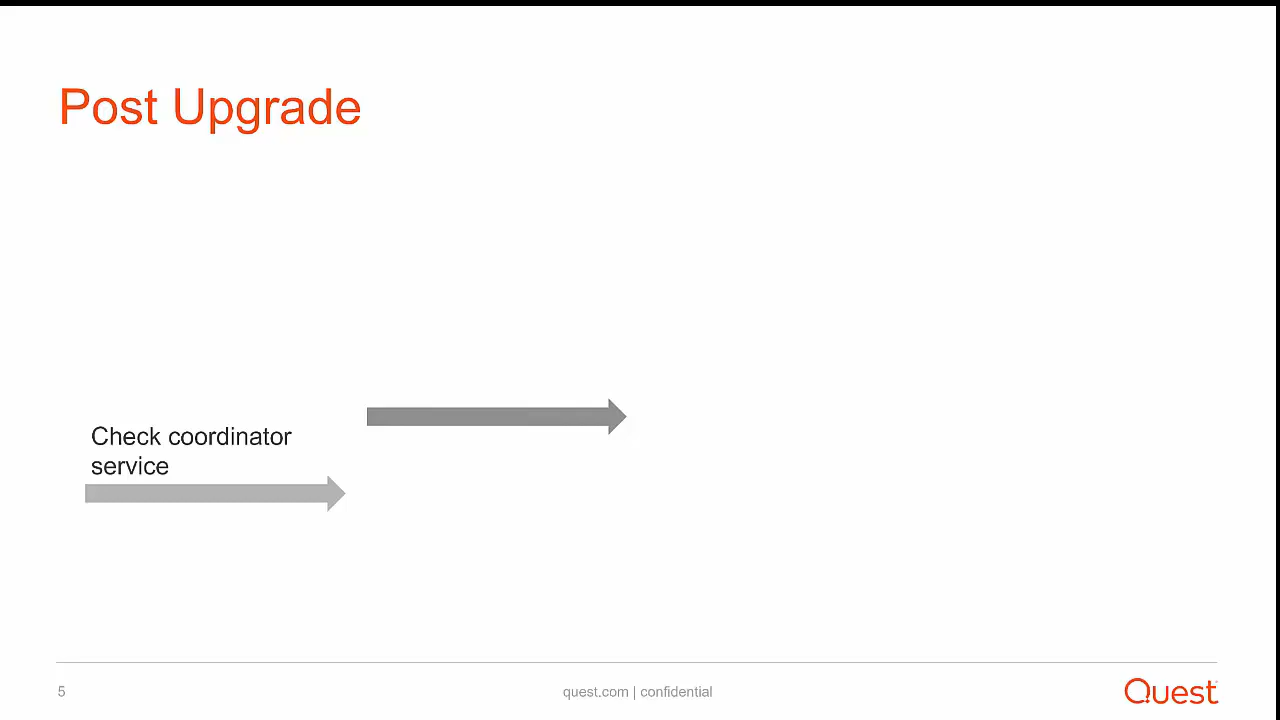 Post Upgrade
Check coordinator
service
5
quest.com | confidential
Quest